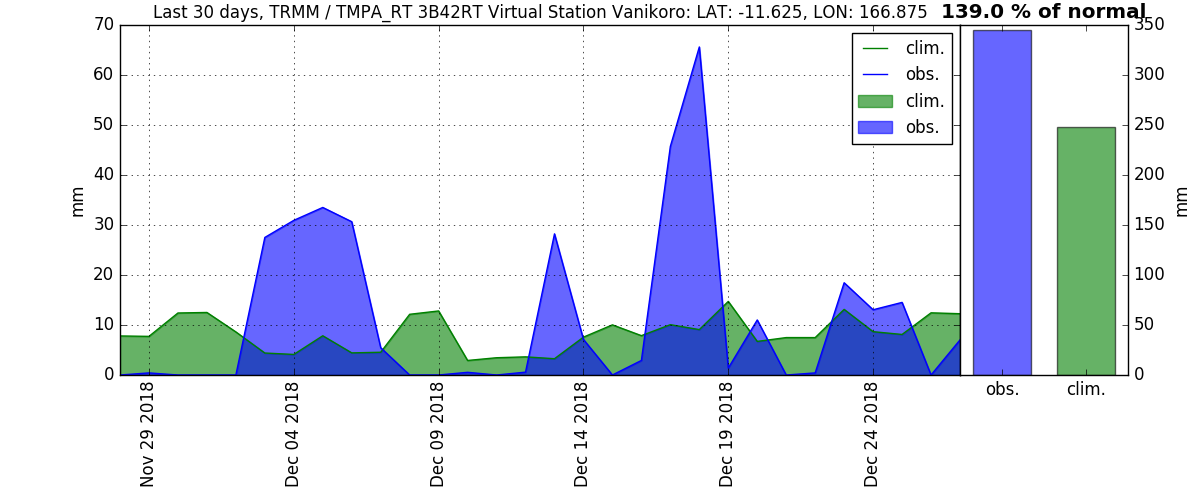 Last 30 days, TRMM / TMPA_RT 3B42RT Virtual Station Vanikoro: LAT: -11.625, LON: 166.875
139.0 % of normal
70
60
50
40
30
20
10
0
mm
clim.
obs.
clim.
obs.
350
300
250
200
150
100
50
0
mm
obs.
clim.
Nov 29 2018
Dec 04 2018
Dec 09 2018
Dec 14 2018
Dec 19 2018
Dec 24 2018